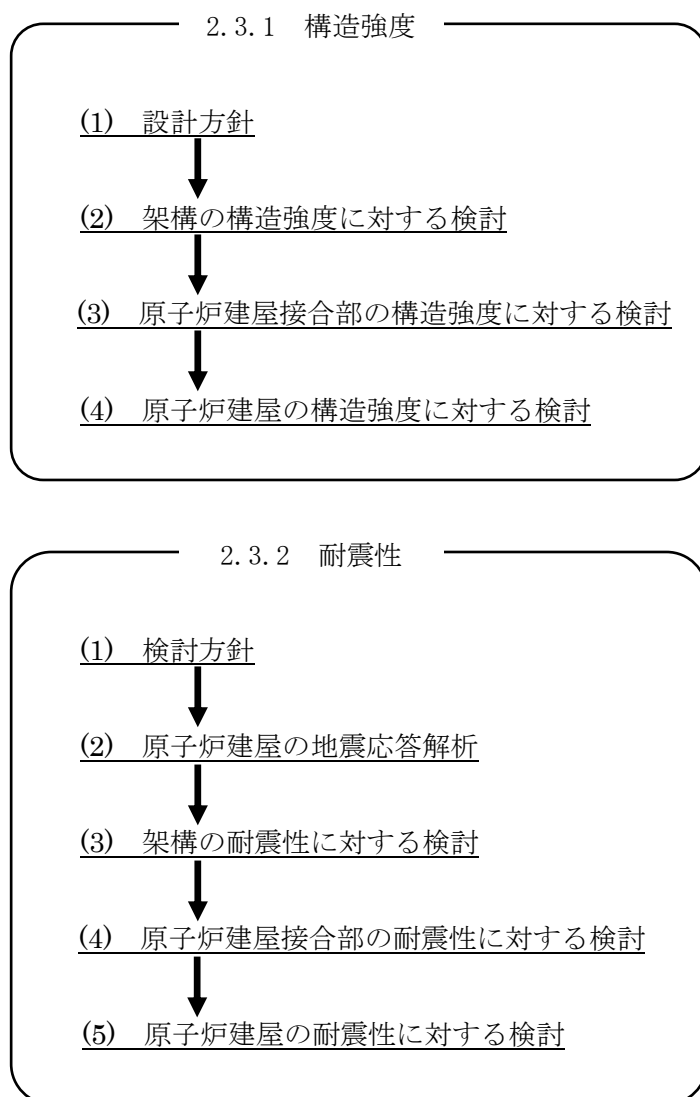 2.3.1 構造強度
(1) 設計方針
(2) 架構の構造強度に対する検討
(3) 原子炉建屋接合部の構造強度に対する検討
(4) 原子炉建屋の構造強度に対する検討
2.3.2 耐震性
(1) 検討方針
(2) 原子炉建屋の地震応答解析
(3) 架構の耐震性に対する検討
(4) 原子炉建屋接合部の耐震性に対する検討
(5) 原子炉建屋の耐震性に対する検討